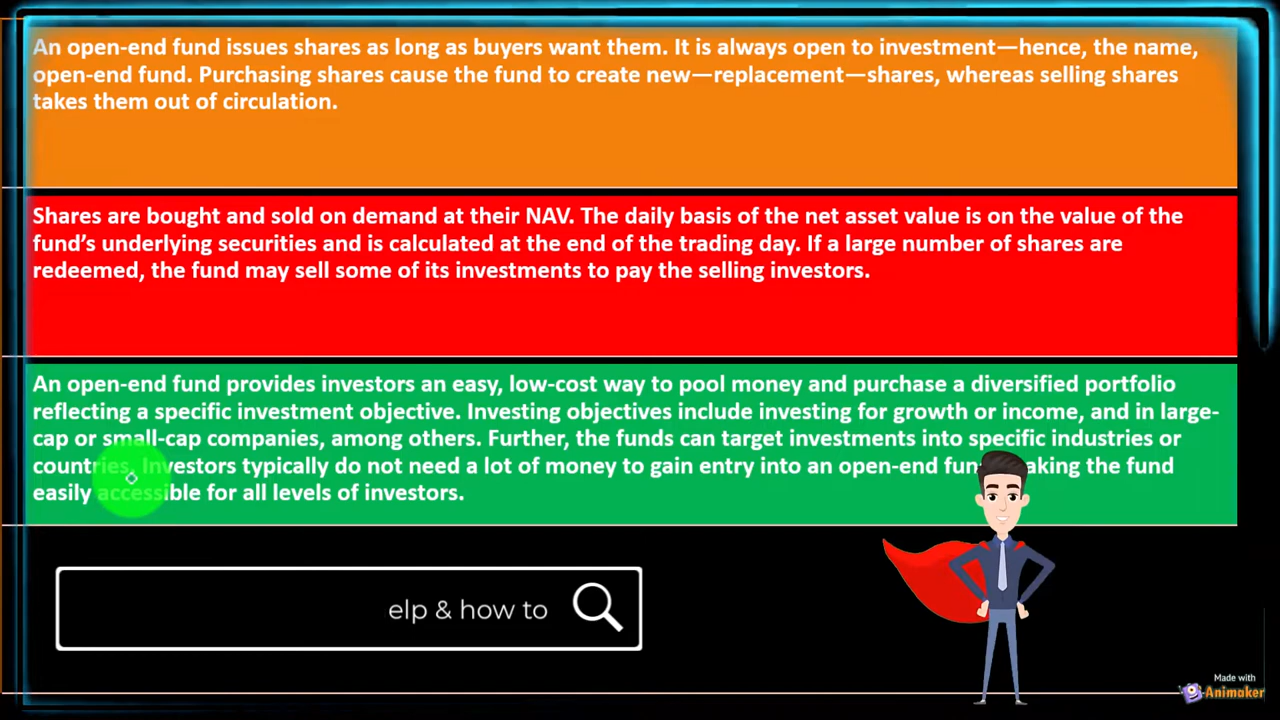 An open-end fund issues shares as long as buyers want them. It is always open to investment—hence, the name,
open-end fund. Purchasing shares cause the fund to create new—replacement—shares, whereas selling shares
takes them out of circulation.
Shares are bought and sold on demand at their NAV. The daily basis of the net asset value is on the value of the
fund’s underlying securities and is calculated at the end of the trading day. If a large number of shares are
redeemed, the fund may sell some of its investments to pay the selling investors.
An open-end fund provides investors an easy, low-cost way to pool money and purchase a diversified portfolio
reflecting a specific investment objective. Investing objectives include investing for growth or income, and in large-
cap or small-cap companies, among others. Further, the funds can target investments into specific industries or
countries. Investors typically do not need a lot of money to gain entry into an open-end fun aking the fund
easily accessible for all levels of investors.
elp & how to
Made with
Animaker